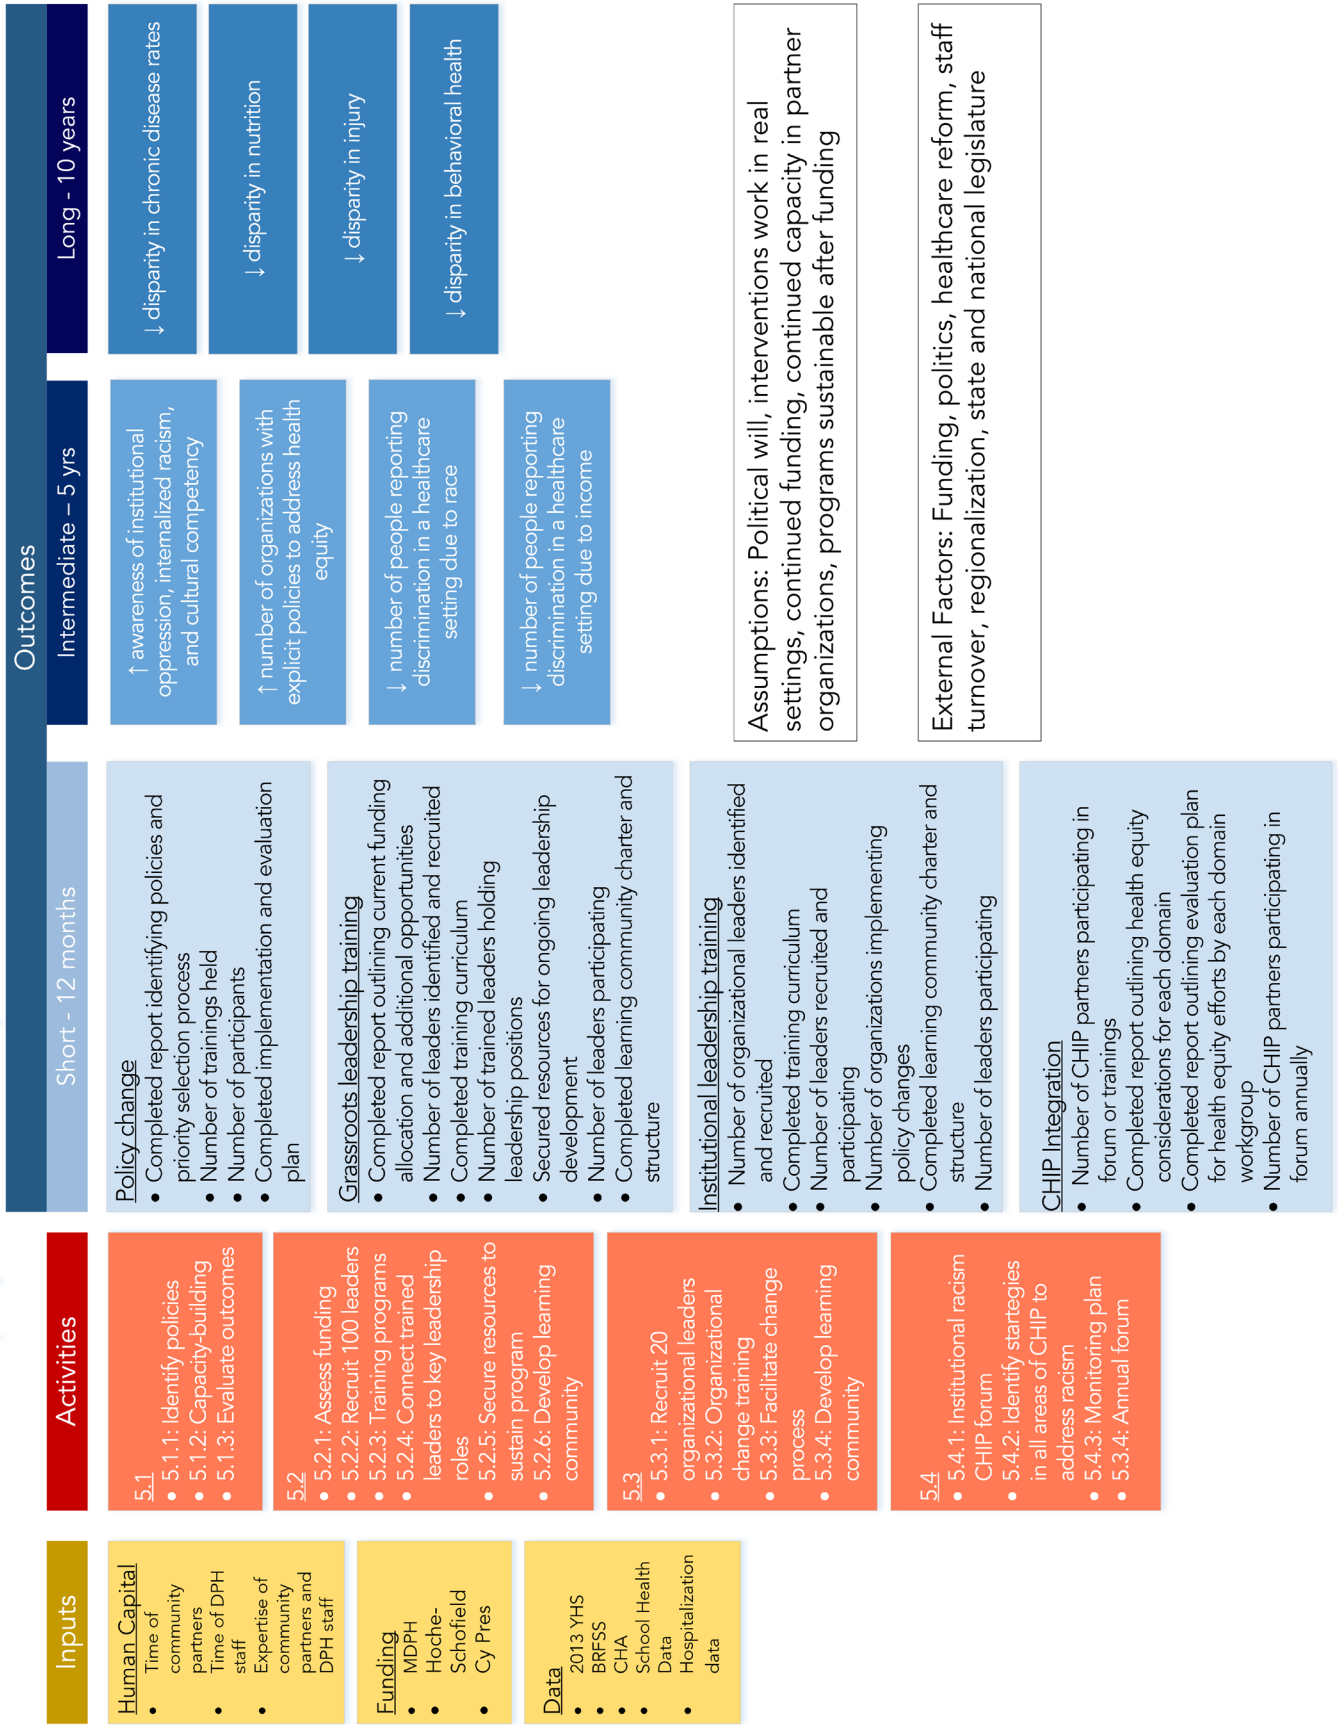 Inputs
Human Capital
• Time of
community
partners
• Time of DPH
staff
• Expertise of
community
partners and
DPH staff
Funding
• MDPH
• Hoche-
Schofield
• Cy Pres
Data
• 2013 YHS
• BRFSS
• CHA
• School Health
Data
• Hospitalization
data
Activities
5.1
• 5.1.1: Identify policies
• 5.1.2: Capacity-building
• 5.1.3: Evaluate outcomes
5.2
• 5.2.1: Assess funding
• 5.2.2: Recruit 100 leaders
• 5.2.3: Training programs
• 5.2.4: Connect trained
leaders to key leadership
roles
• 5.2.5: Secure resources to
sustain program
• 5.2.6: Develop learning
community
5.3
• 5.3.1: Recruit 20
organizational leaders
• 5.3.2: Organizational
change training
• 5.3.3: Facilitate change
process
• 5.3.4: Develop learning
community
5.4
• 5.4.1: Institutional racism
CHIP forum
• 5.4.2: Identify startegies
in all areas of CHIP to
address racism
• 5.4.3: Monitoring plan
• 5.3.4: Annual forum
Outcomes
Short - 12 months
Policy change
• Completed report identifying policies and
priority selection process
• Number of trainings held
• Number of participants
• Completed implementation and evaluation
plan
Grassroots leadership training
• Completed report outlining current funding
allocation and additional opportunities
• Number of leaders identified and recruited
• Completed training curriculum
• Number of trained leaders holding
leadership positions
• Secured resources for ongoing leadership
development
• Number of leaders participating
• Completed learning community charter and
structure
Institutional leadership training
• Number of organizational leaders identified
and recruited
• Completed training curriculum
• Number of leaders recruited and
participating
• Number of organizations implementing
policy changes
• Completed learning community charter and
structure
• Number of leaders participating
CHIP Integration
• Number of CHIP partners participating in
forum or trainings
• Completed report outlining health equity
considerations for each domain
• Completed report outlining evaluation plan
for health equity efforts by each domain
workgroup
• Number of CHIP partners participating in
forum annually
Intermediate – 5 yrs
↑ awareness of institutional
oppression, internalized racism,
and cultural competency
↑ number of organizations with
explicit policies to address health
equity
↓ number of people reporting
discrimination in a healthcare
setting due to race
↓ number of people reporting
discrimination in a healthcare
setting due to income
Long - 10 years
↓ disparity in chronic disease rates
↓ disparity in nutrition
↓ disparity in injury
↓ disparity in behavioral health
Assumptions: Political will, interventions work in real
settings, continued funding, continued capacity in partner
organizations, programs sustainable after funding
External Factors: Funding, politics, healthcare reform, staff
turnover, regionalization, state and national legislature